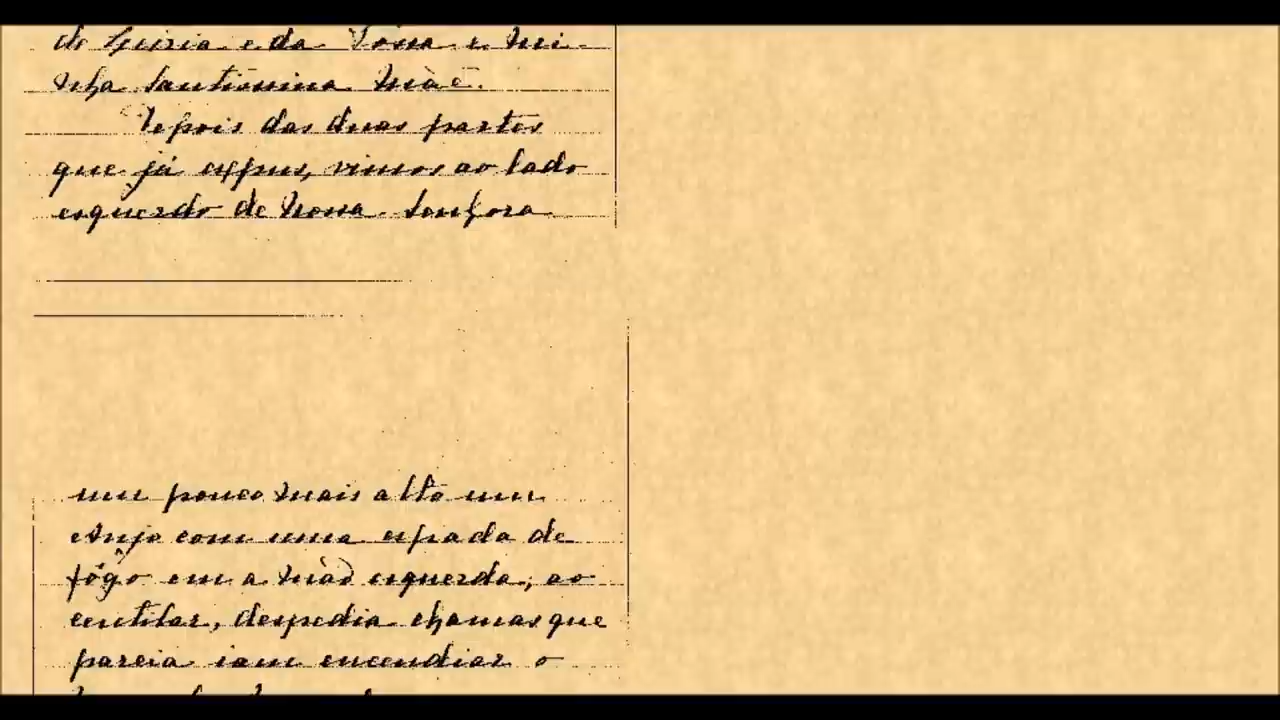 de Leiria e da Vossa e mi-
nha Santissima Mãe.
Depois das duas partes
que já expus, vimos ao lado
esquerdo de Nossa Senhora
um pouco mais alto um
Anjo com uma espada de
fôgo em a mão esquerda; ao
centilar, despedia chamas que
parecia iam encendiar o